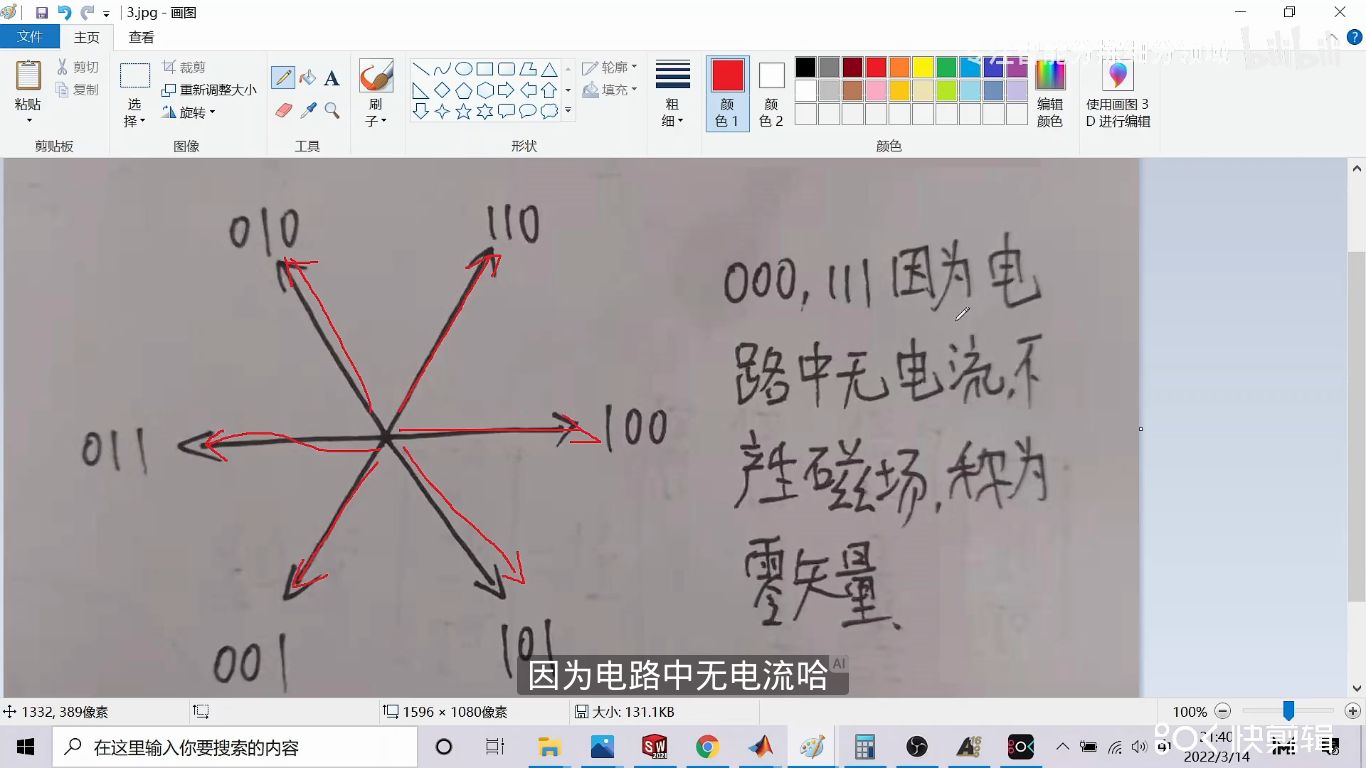 3.jpg - 画图
文件 主页 查看
粘贴
剪切
复制
剪贴板
选择
裁剪
重新调整大小
旋转
图像
A
工具
刷子
形状
轮廓
填充
粗细
颜色 1
颜色 2
编辑颜色
颜色
使用画图 3D 进行编辑
bilibili
010
110
100
101
001
011
000, 111 因为电
路中无电流,不
产生磁场,称为
零矢量、
因为电路中无电流哈
AI
1332, 389像素
1596 × 1080像素
大小: 131.1KB
100%
在这里输入你要搜索的内容
快剪辑
2022/3/14